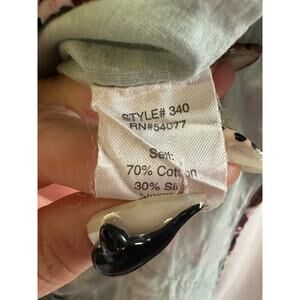 STYLE# 340
RN#54077
Self:
70% Cotton
30% Silk